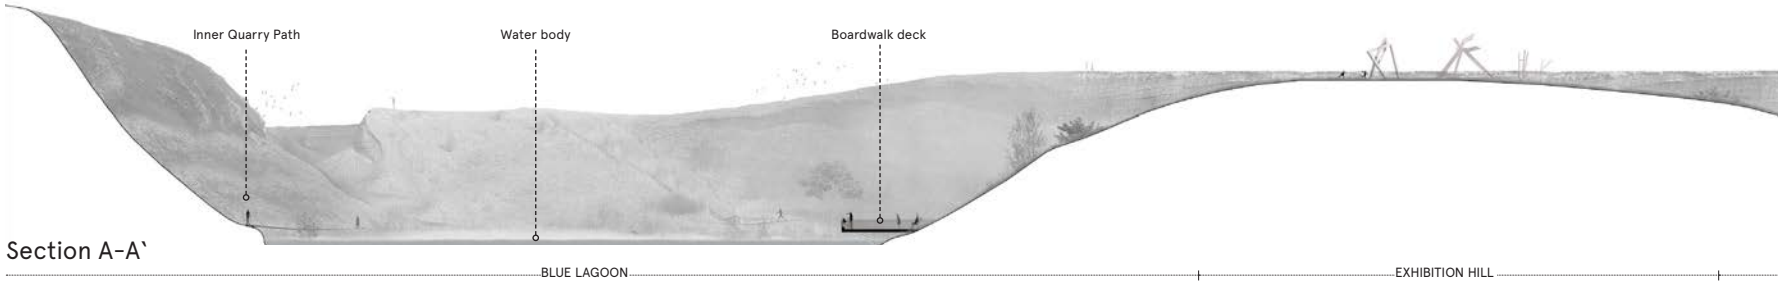 Inner Quarry Path
Water body
Boardwalk deck
Section A-A`
BLUE LAGOON
EXHIBITION HILL